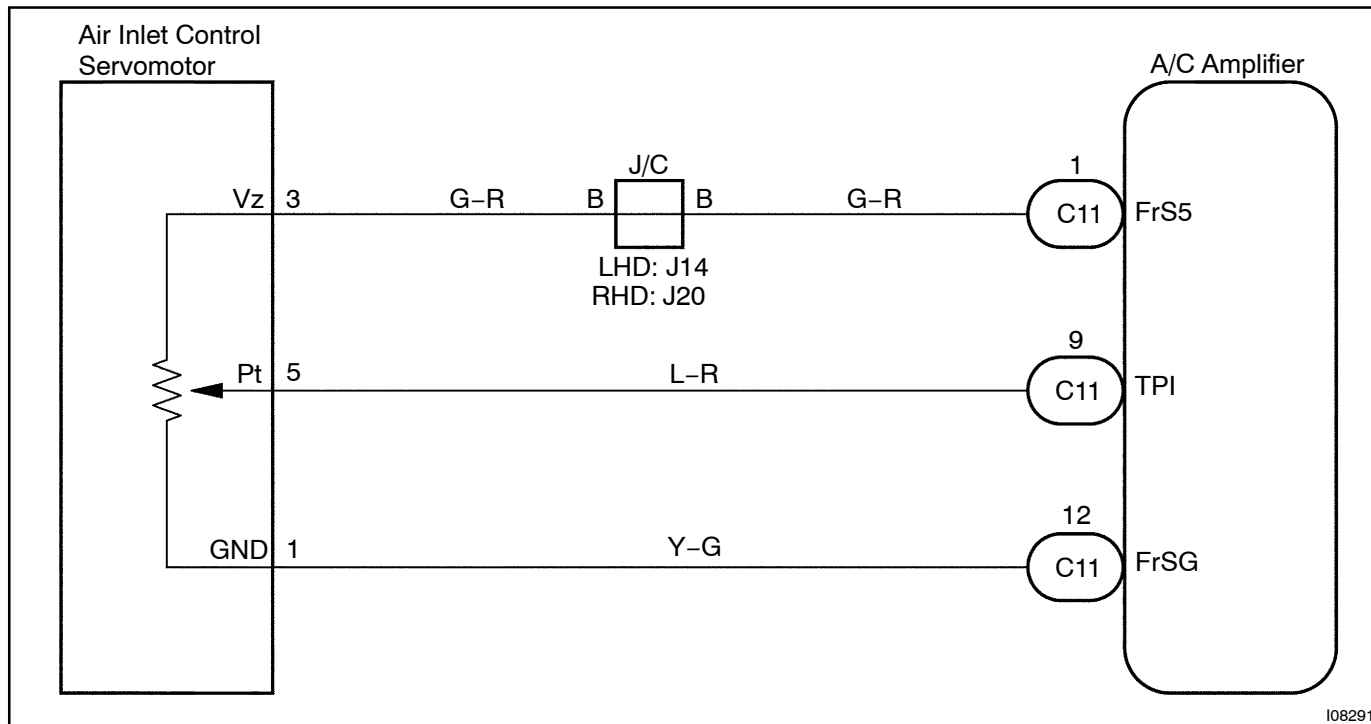 Air Inlet Control
Servomotor
A/C Amplifier
J/C
1
Vz 3 G−R B B G−R C11 FrS5
LHD: J14
RHD: J20
9
Pt 5 L−R C11 TPI
12
GND 1 Y−G C11 FrSG
I08291